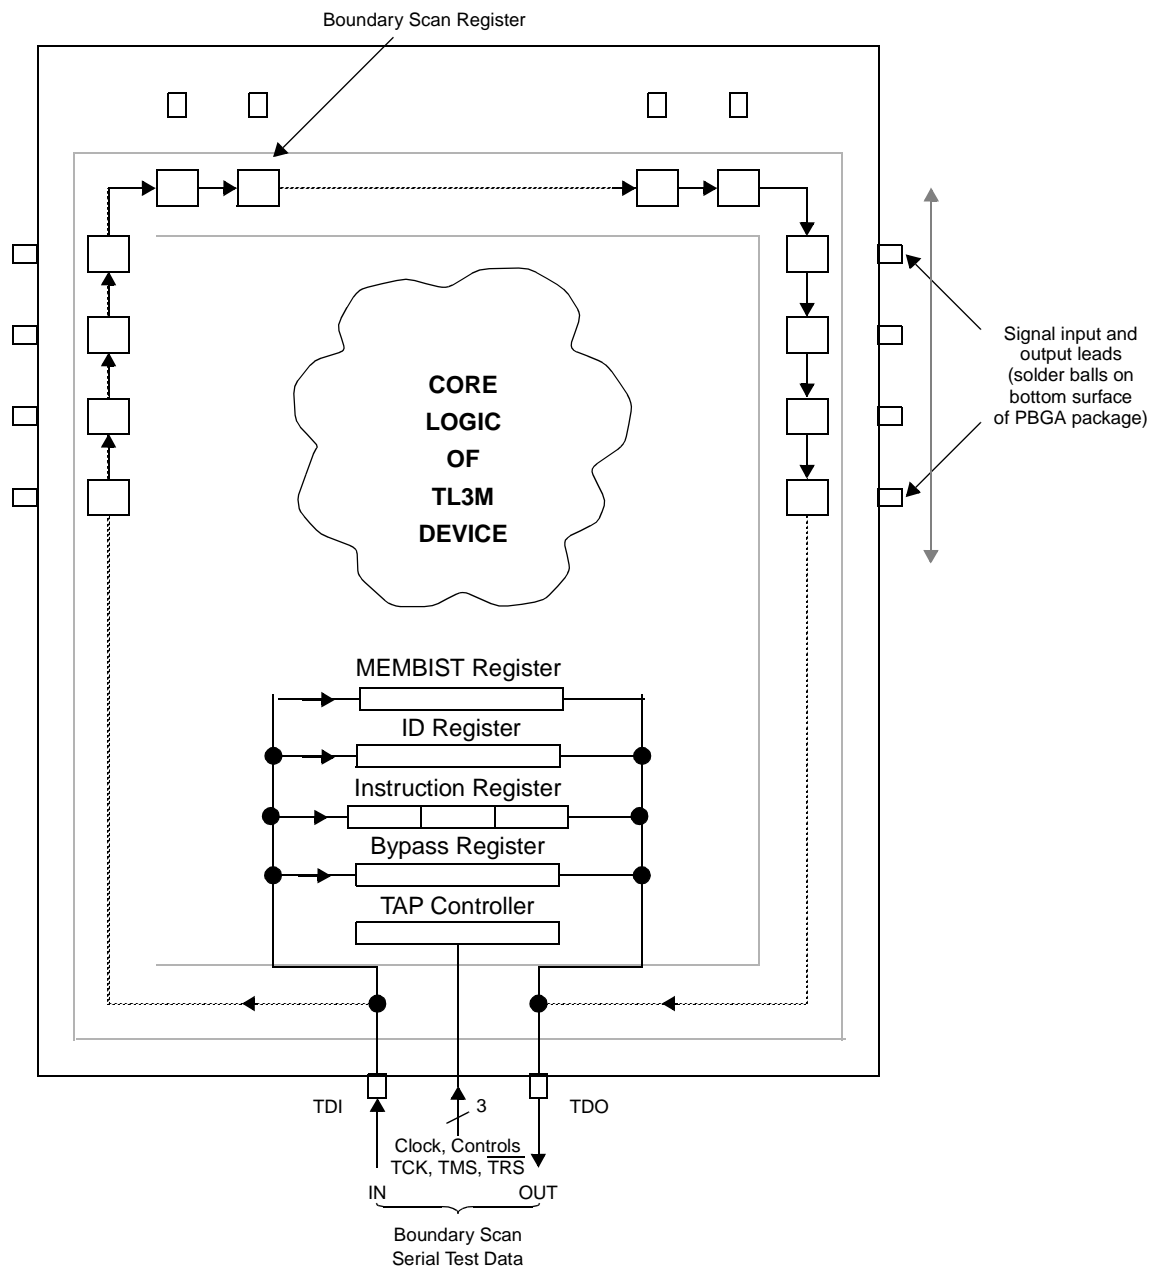 Boundary Scan Register
CORE
LOGIC
OF
TL3M
DEVICE
Signal input and
output leads
(solder balls on
bottom surface
of PBGA package)
MEMBIST Register
ID Register
Instruction Register
Bypass Register
TAP Controller
TDI
3
TDO
Clock, Controls
TCK, TMS, T̅R̅S̅
IN
OUT
Boundary Scan
Serial Test Data